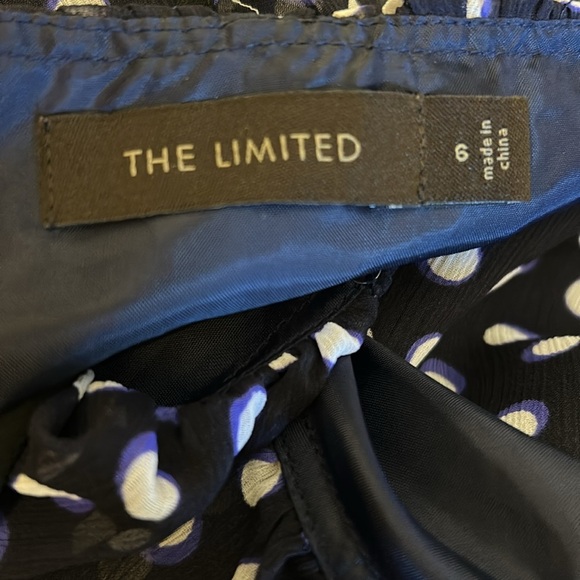 THE LIMITED
6
made in
china